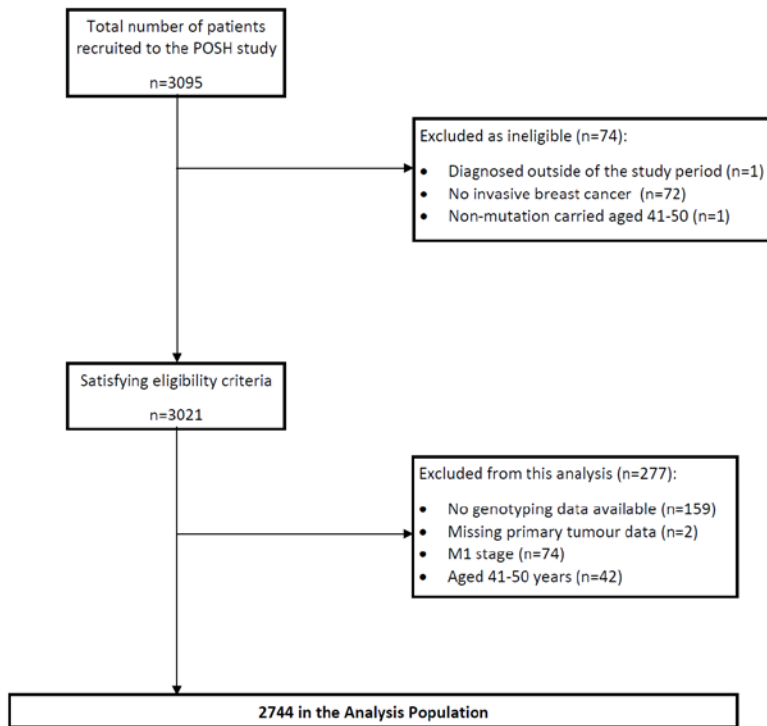 Total number of patients
recruited to the POSH study
n=3095
Excluded as ineligible (n=74):
• Diagnosed outside of the study period (n=1)
• No invasive breast cancer (n=72)
• Non-mutation carried aged 41-50 (n=1)
Satisfying eligibility criteria
n=3021
Excluded from this analysis (n=277):
• No genotyping data available (n=159)
• Missing primary tumour data (n=2)
• M1 stage (n=74)
• Aged 41-50 years (n=42)
2744 in the Analysis Population